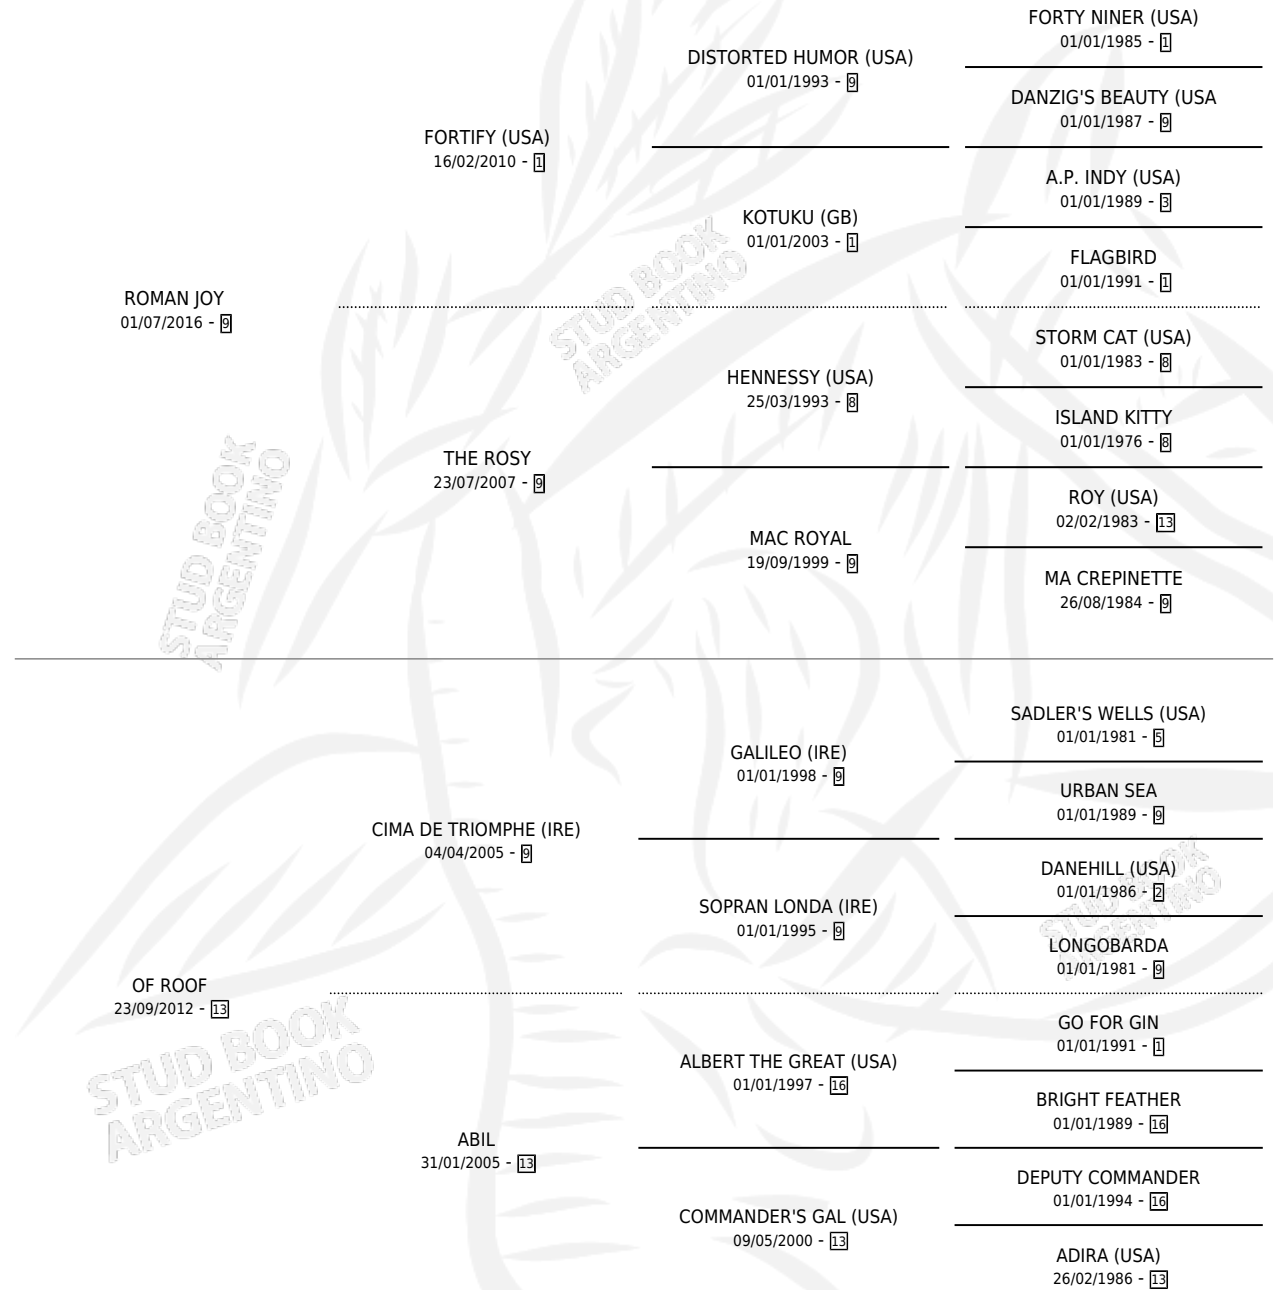 FORTY NINER (USA)
01/01/1985 - 1
DISTORTED HUMOR (USA)
01/01/1993 - 9
DANZIG'S BEAUTY (USA
01/01/1987 - 9
FORTIFY (USA)
16/02/2010 - 1
A.P. INDY (USA)
01/01/1989 - 3
KOTUKU (GB)
01/01/2003 - 1
FLAGBIRD
01/01/1991 - 1
ROMAN JOY
01/07/2016 - 9
STORM CAT (USA)
01/01/1983 - 8
HENNESSY (USA)
25/03/1993 - 8
ISLAND KITTY
01/01/1976 - 8
THE ROSY
23/07/2007 - 9
ROY (USA)
02/02/1983 - 13
MAC ROYAL
19/09/1999 - 9
MA CREPINETTE
26/08/1984 - 9
STUD BOOK
ARGENTINO
STUD BOOK
ARGENTINO
SADLER'S WELLS (USA)
01/01/1981 - 5
GALILEO (IRE)
01/01/1998 - 9
URBAN SEA
01/01/1989 - 9
CIMA DE TRIOMPHE (IRE)
04/04/2005 - 9
DANEHILL (USA)
01/01/1986 - 2
SOPRAN LONDA (IRE)
01/01/1995 - 9
LONGOBARDA
01/01/1981 - 9
OF ROOF
23/09/2012 - 13
GO FOR GIN
01/01/1991 - 1
ALBERT THE GREAT (USA)
01/01/1997 - 16
BRIGHT FEATHER
01/01/1989 - 16
ABIL
31/01/2005 - 13
DEPUTY COMMANDER
01/01/1994 - 16
COMMANDER'S GAL (USA)
09/05/2000 - 13
ADIRA (USA)
26/02/1986 - 13
STUD BOOK
ARGENTINO
STUD BOOK
ARGENTINO